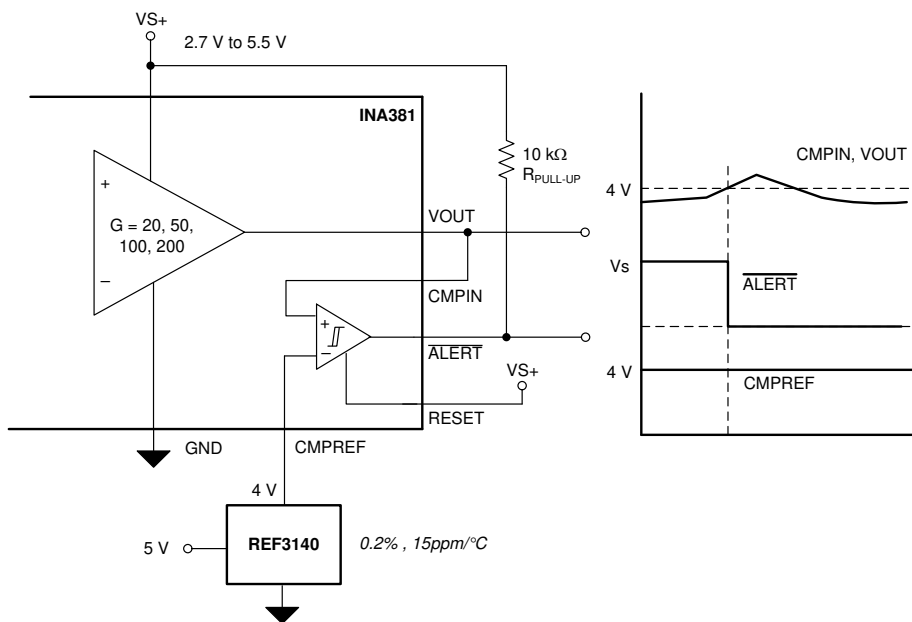 VS+
2.7 V to 5.5 V
INA381
10 kΩ
RPULL-UP
+
G = 20, 50,
100, 200
−
VOUT
CMPIN
+
−
ALERT
VS+
RESET
GND
CMPREF
4 V
5 V
REF3140
0.2% , 15ppm/°C
CMPIN, VOUT
4 V
Vs
ALERT
4 V
CMPREF